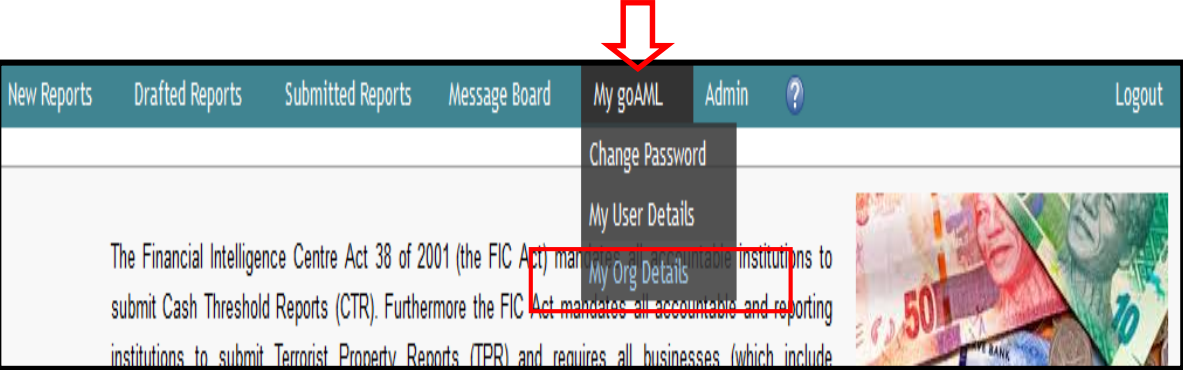 New Reports Drafted Reports Submitted Reports Message Board My goAML Admin ? Logout
Change Password
My User Details
My Org Details
The Financial Intelligence Centre Act 38 of 2001 (the FIC Act) mandates all accountable institutions to
submit Cash Threshold Reports (CTR). Furthermore the FIC Act mandates all accountable and reporting
institutions to submit Terrorist Property Reports (TPR) and requires all businesses (which include
50
10